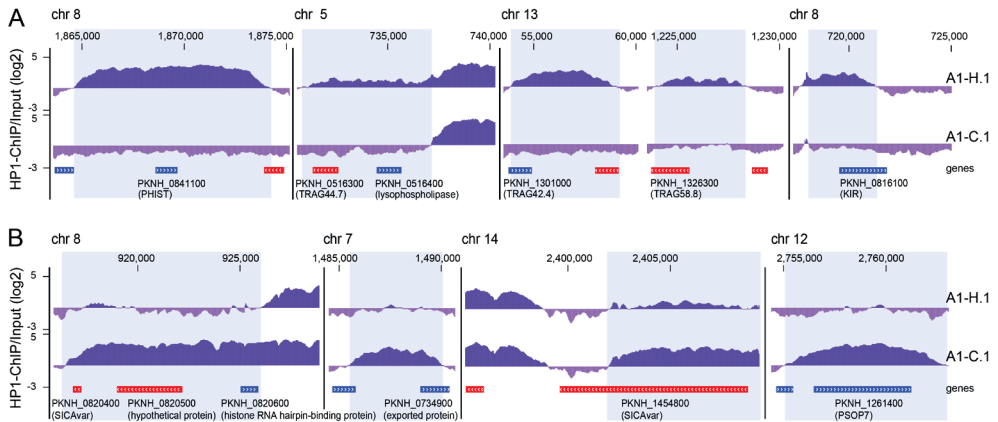 A
chr 8
chr 5
chr 13
chr 8
1,865,000
1,870,000
1,875,000
735,000
740,000
55,000
60,000
1,225,000
1,230,000
720,000
725,000
HP1-ChIP/Input (log2)
5
-3
5
-3
A1-H.1
A1-C.1
genes
PKNH_0841100
(PHIST)
PKNH_0516300
(TRAG44.7)
PKNH_0516400
(lysophospholipase)
PKNH_1301000
(TRAG42.4)
PKNH_1326300
(TRAG58.8)
PKNH_0816100
(KIR)
B
chr 8
chr 7
chr 14
chr 12
920,000
925,000
1,485,000
1,490,000
2,400,000
2,405,000
2,755,000
2,760,000
HP1-ChIP/Input (log2)
5
-3
5
-3
A1-H.1
A1-C.1
genes
PKNH_0820400
(SICAvar)
PKNH_0820500
(hypothetical protein)
PKNH_0820600
(histone RNA hairpin-binding protein)
PKNH_0734900
(exported protein)
PKNH_1454800
(SICAvar)
PKNH_1261400
(PSOP7)